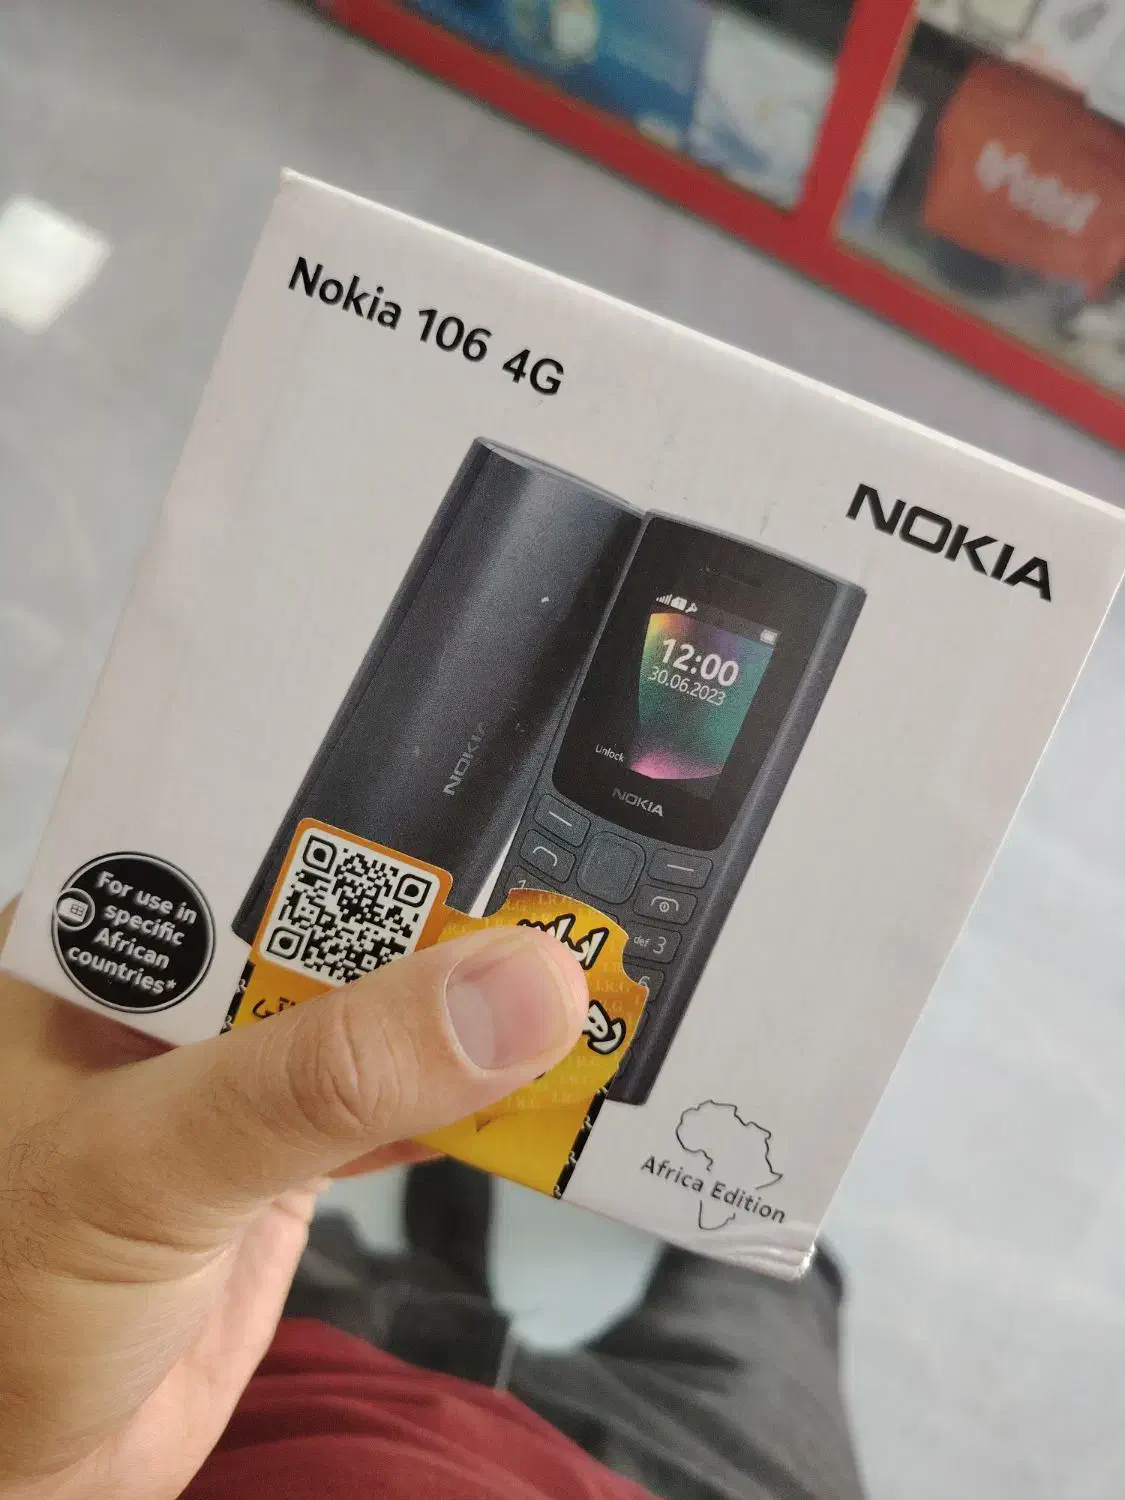 Nokia 106 4G
NOKIA
12:00
30.06.2023
Unlock
NOKIA
NOKIA
def 3
For use in
specific
African
countries*
Africa Edition